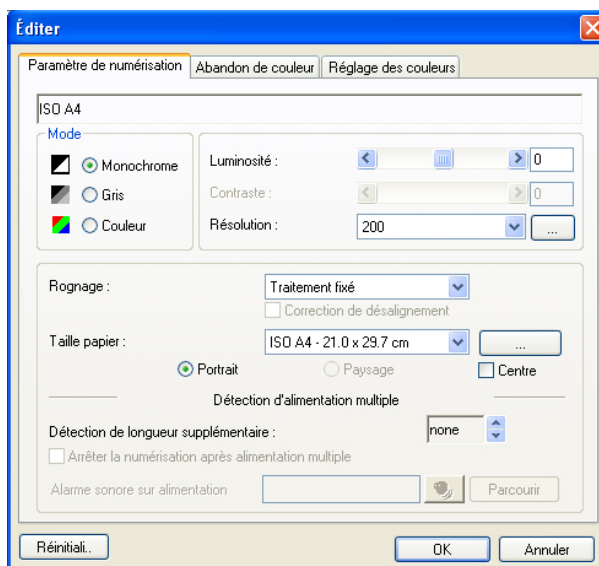 Éditer
Paramètre de numérisation Abandon de couleur Réglage des couleurs
ISO A4
Mode
Monochrome
Gris
Couleur
Luminosité : 0
Contraste : 0
Résolution : 200 ...
Rognage : Traitement fixé
Correction de désalignement
Taille papier : ISO A4 - 21.0 x 29.7 cm ...
Portrait Paysage Centre
Détection d'alimentation multiple
Détection de longueur supplémentaire : none
Arrêter la numérisation après alimentation multiple
Alarme sonore sur alimentation Parcourir
Réinitiali.. OK Annuler